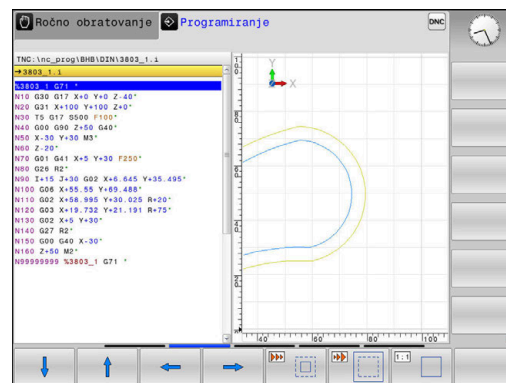 Ročno obratovanje
Programiranje
DNC
TNC:\nc_prog\BHB\DIN\3803_1.i
→3803_1.i
%3803_1 G71 *
N10 G30 G17 X+0 Y+0 Z-40*
N20 G31 X+100 Y+100 Z+0*
N30 T5 G17 S500 F100*
N40 G00 G90 Z+50 G40*
N50 X-30 Y+30 M3*
N60 Z-20*
N70 G01 G41 X+5 Y+30 F250*
N80 G26 R2*
N90 I+15 J+30 G02 X+6.645 Y+35.495*
N100 G06 X+55.55 Y+69.488*
N110 G02 X+58.995 Y+30.025 R+20*
N120 G03 X+19.732 Y+21.191 R+75*
N130 G02 X+5 Y+30*
N140 G27 R2*
N150 G00 G40 X-30*
N160 Z+50 M2*
N99999999 %3803_1 G71 *
Y
X
40
60
80
100
1:1